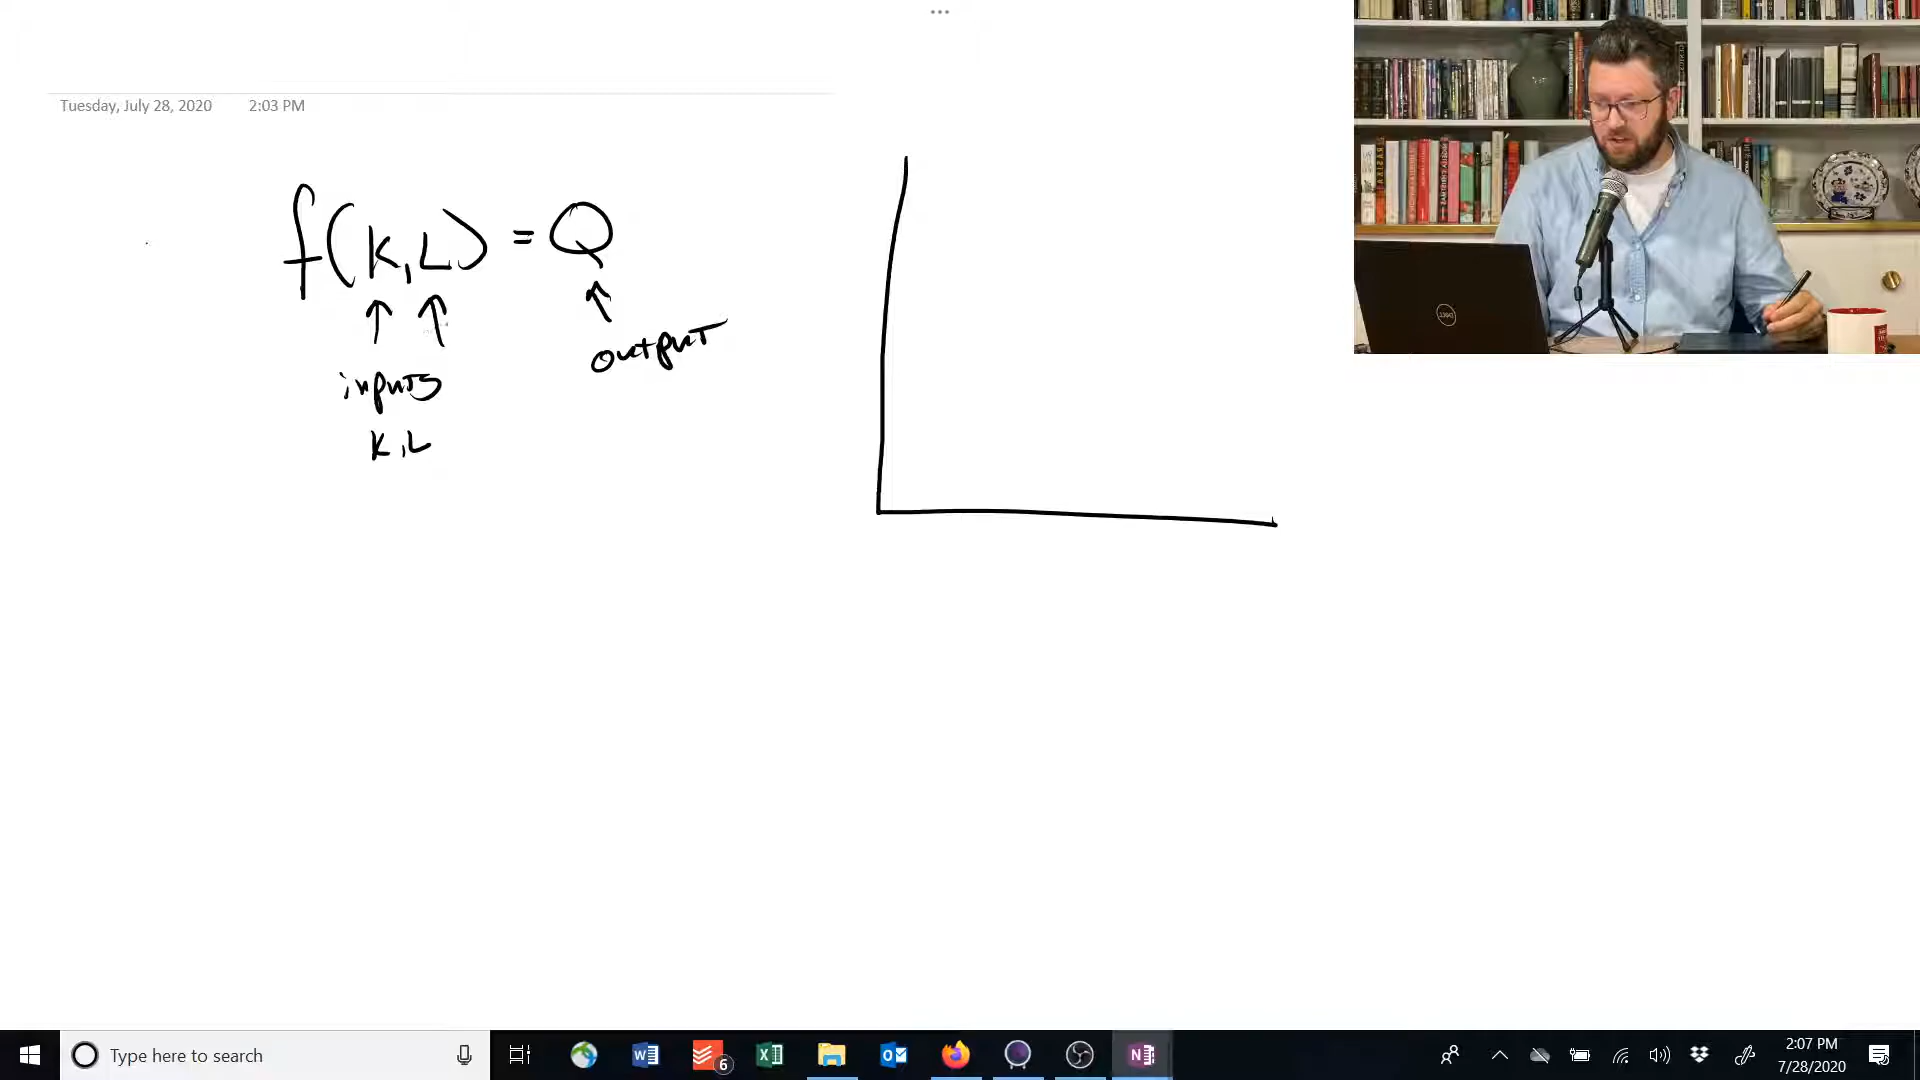 Tuesday, July 28, 2020 2:03 PM
f(K,L) = Q
inputs
K,L
output
Type here to search
6
2:07 PM
7/28/2020